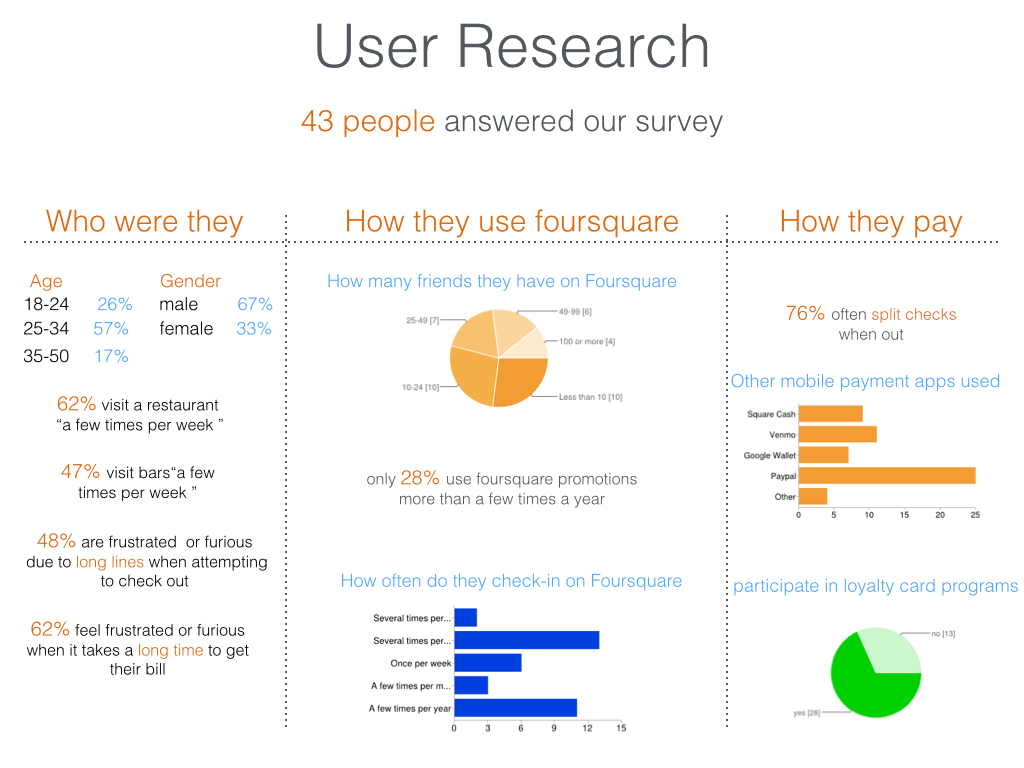 User Research
43 people answered our survey
Who were they
Age
Gender
18-24 26% male 67%
25-34 57% female 33%
35-50 17%
62% visit a restaurant
“a few times per week ”
47% visit bars“a few
times per week ”
48% are frustrated or furious
due to long lines when attempting
to check out
62% feel frustrated or furious
when it takes a long time to get
their bill
How they use foursquare
How many friends they have on Foursquare
49-99 [6]
25-49 [7]
100 or more [4]
10-24 [10]
Less than 10 [10]
only 28% use foursquare promotions
more than a few times a year
How often do they check-in on Foursquare
Several times per...
Several times per...
Once per week
A few times per m...
A few times per year
0 3 6 9 12 15
How they pay
76% often split checks
when out
Other mobile payment apps used
Square Cash
Venmo
Google Wallet
Paypal
Other
0 5 10 15 20 25
participate in loyalty card programs
no [13]
yes [28]